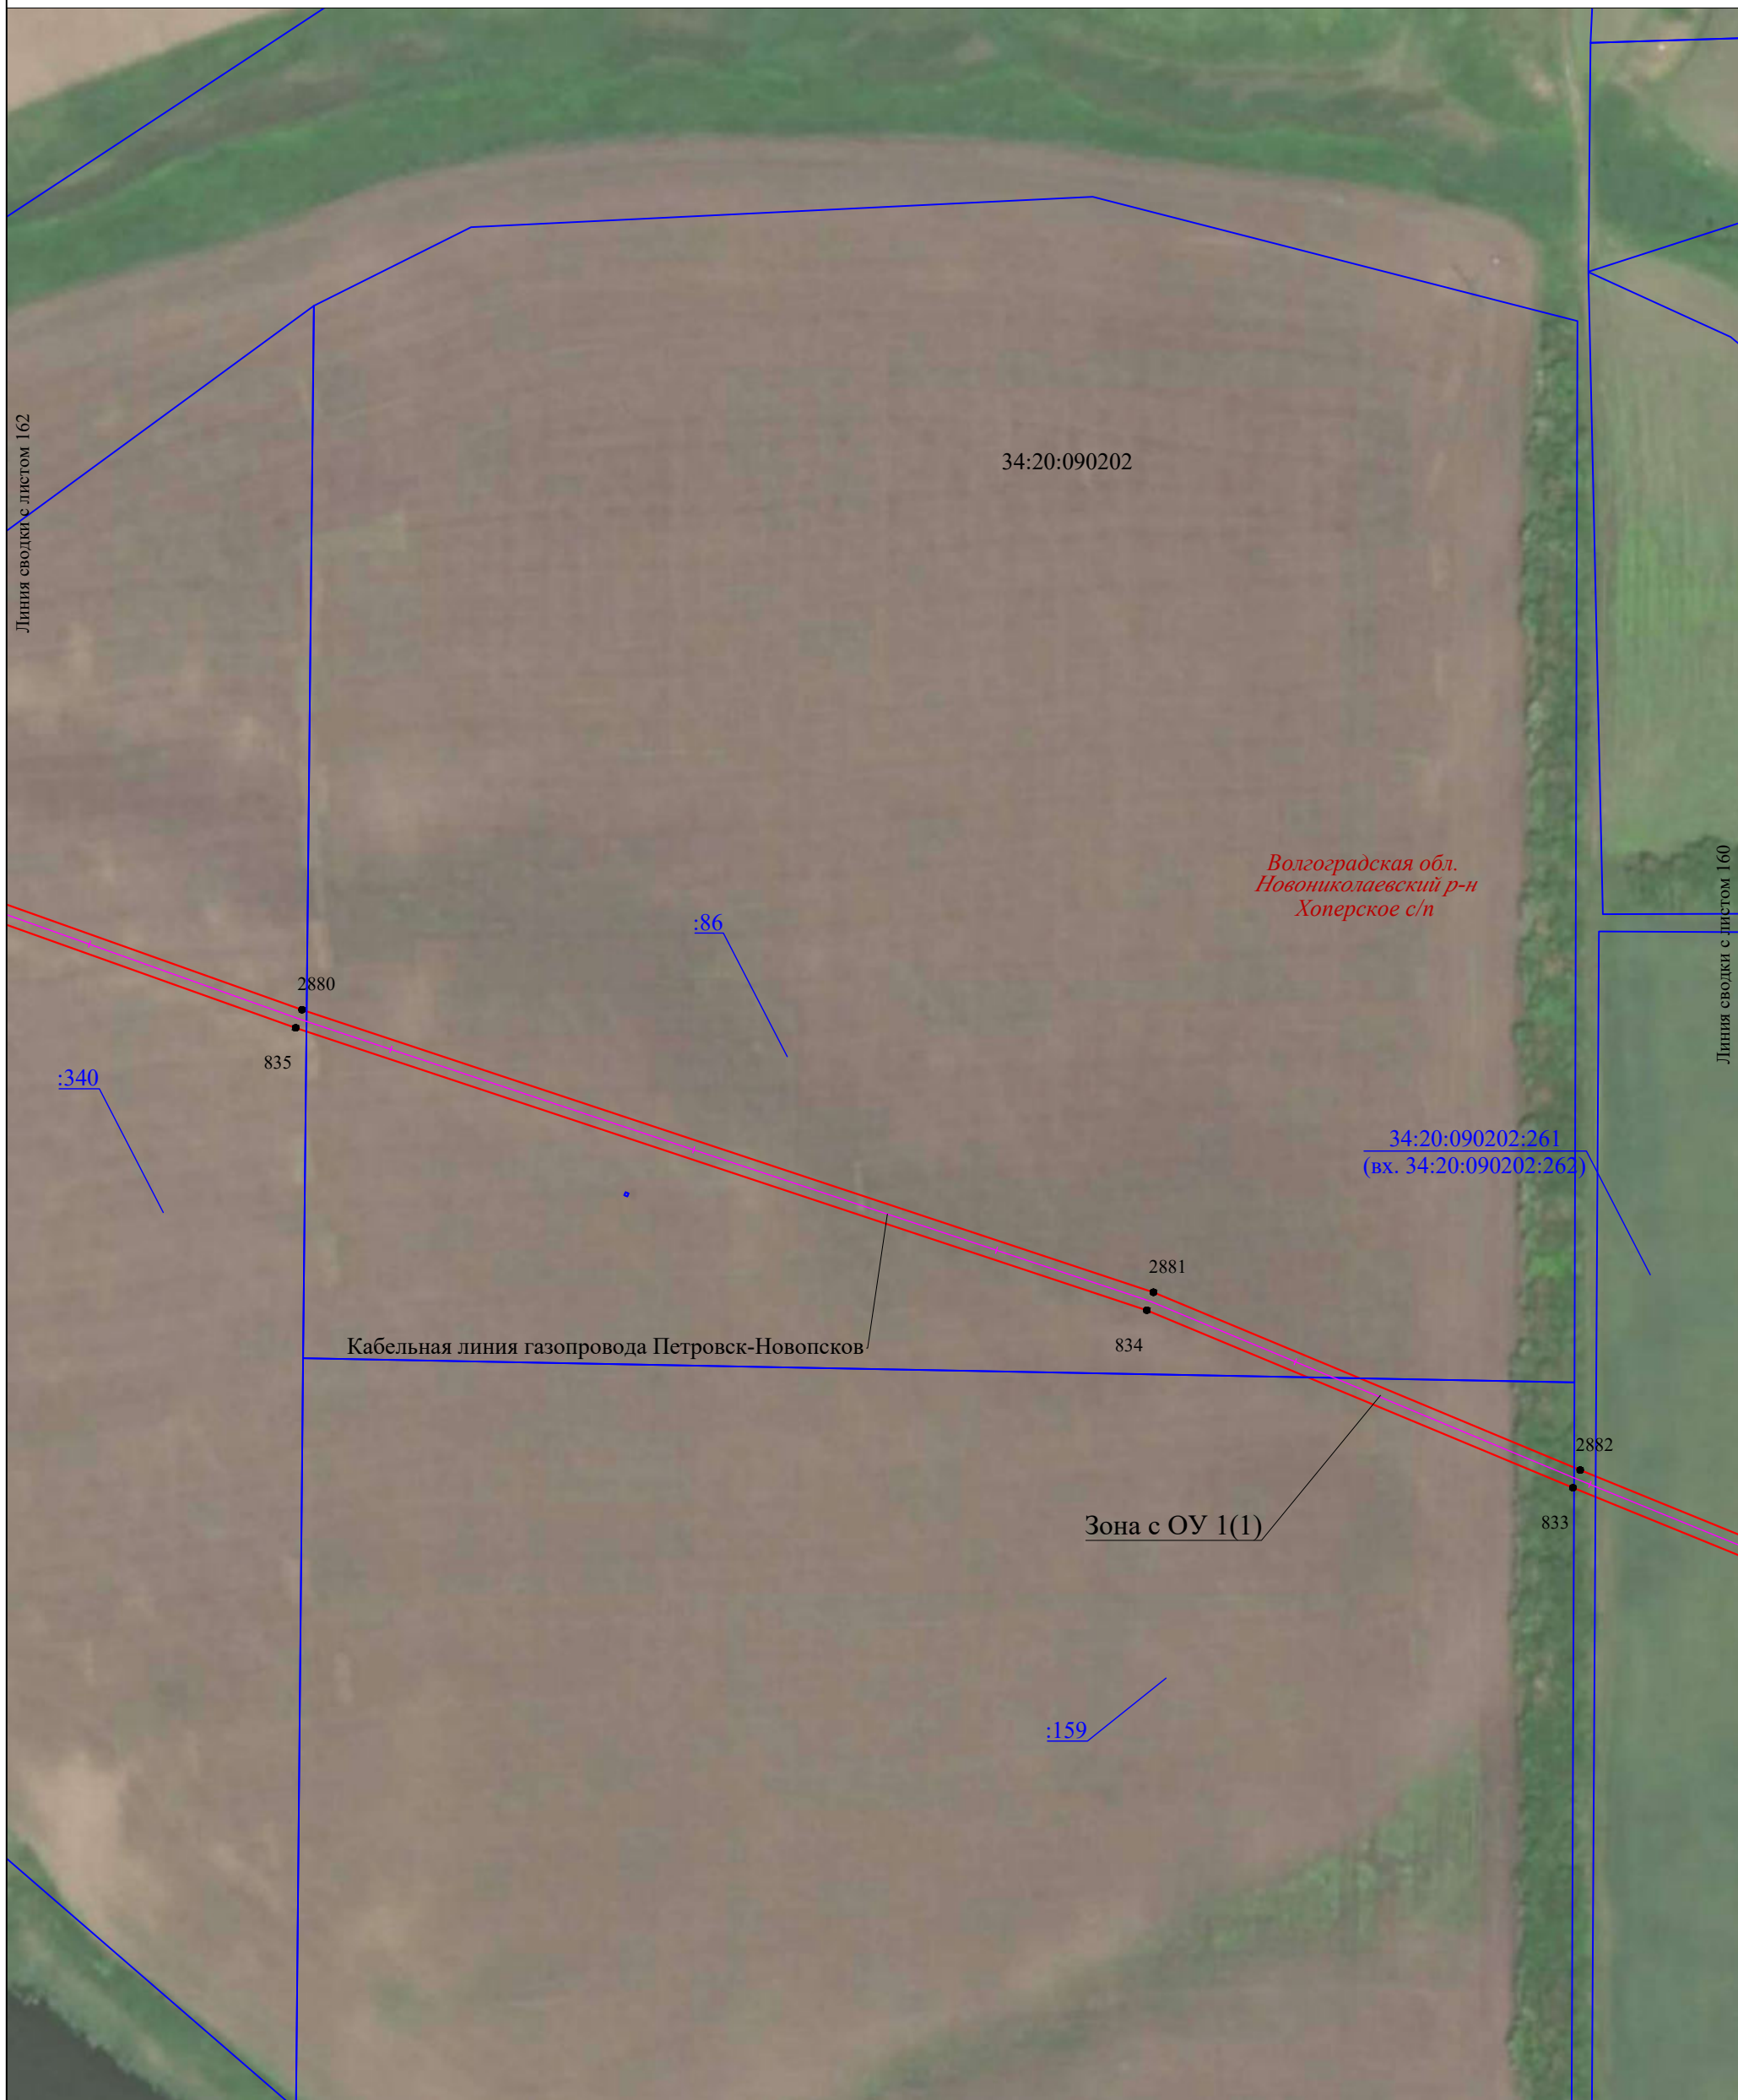 34:20:090202
Линия сводки с листом 162
Волгоградская обл.
Новониколаевский р-н
Хоперское с/п
Линия сводки с листом 160
:86
2880
835
:340
34:20:090202:261
(вх. 34:20:090202:262)
2881
834
Кабельная линия газопровода Петровск-Новопсков
2882
833
Зона с ОУ 1(1)
:159